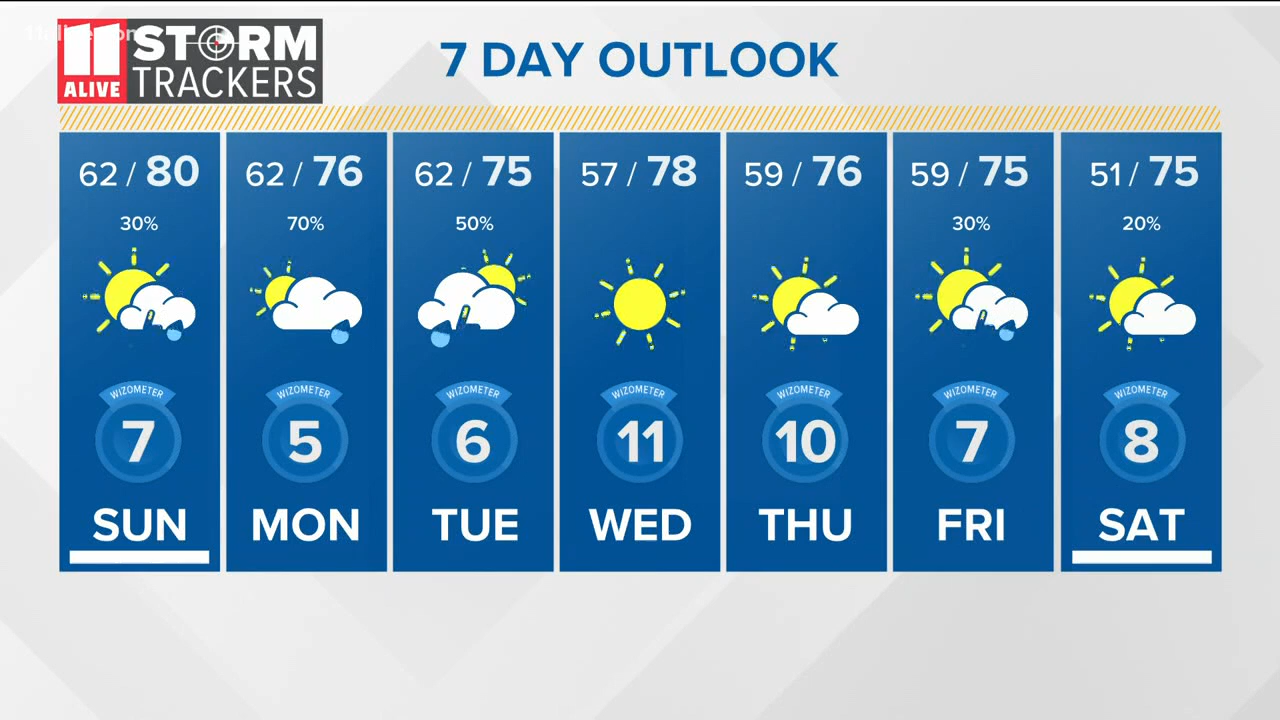 11alive.com
11 ALIVE
STORM
TRACKERS
7 DAY OUTLOOK
62 / 80
30%
WIZOMETER
7
SUN
62 / 76
70%
WIZOMETER
5
MON
62 / 75
50%
WIZOMETER
6
TUE
57 / 78
WIZOMETER
11
WED
59 / 76
WIZOMETER
10
THU
59 / 75
30%
WIZOMETER
7
FRI
51 / 75
20%
WIZOMETER
8
SAT